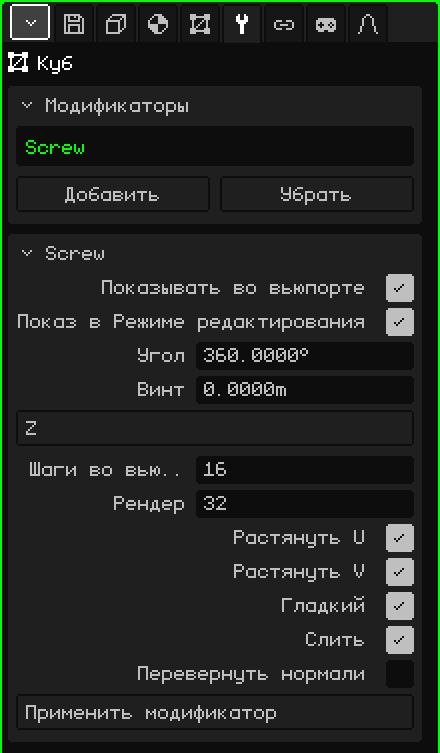 Куб
Модификаторы
Screw
Добавить Убрать
Screw
Показывать во вьюпорте
Показ в Режиме редактирования
Угол 360.0000°
Винт 0.0000m
Z
Шаги во вью.. 16
Рендер 32
Растянуть U
Растянуть V
Гладкий
Слить
Перевернуть нормали
Применить модификатор